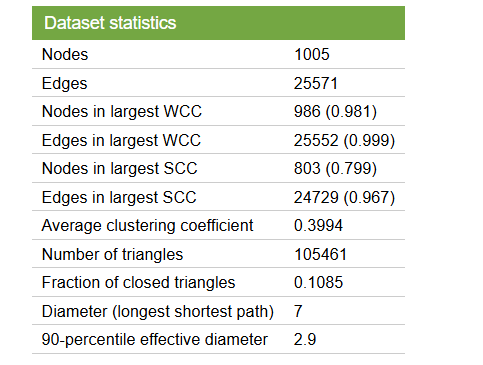 Dataset statistics
Nodes 1005
Edges 25571
Nodes in largest WCC 986 (0.981)
Edges in largest WCC 25552 (0.999)
Nodes in largest SCC 803 (0.799)
Edges in largest SCC 24729 (0.967)
Average clustering coefficient 0.3994
Number of triangles 105461
Fraction of closed triangles 0.1085
Diameter (longest shortest path) 7
90-percentile effective diameter 2.9